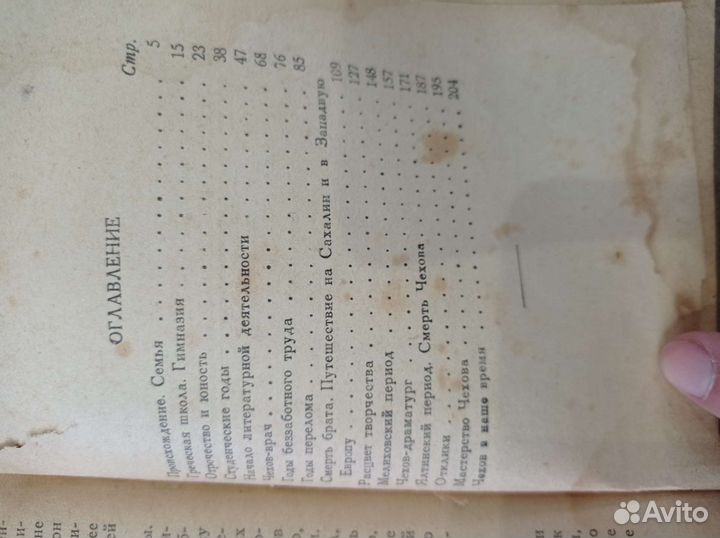 ОГЛАВЛЕНИЕ
Стр.
Происхождение. Семья . . . . . . . . . . 5
Греческая школа. Гимназия . . . . . . . . 15
Отрочество и юность . . . . . . . . . . 23
Студенческие годы . . . . . . . . . . . 38
Начало литературной деятельности . . . . . 47
Чехов-врач . . . . . . . . . . . . . . 68
Годы беззаботного труда . . . . . . . . . 76
Годы перелома . . . . . . . . . . . . . 85
Смерть брата. Путешествие на Сахалин и в Западную
Европу . . . . . . . . . . . . . . . 109
Расцвет творчества . . . . . . . . . . . 127
Мелиховский период . . . . . . . . . . . 148
Чехов-драматург . . . . . . . . . . . . 157
Ялтинский период. Смерть Чехова . . . . . . 171
Отклики . . . . . . . . . . . . . . . 187
Мастерство Чехова . . . . . . . . . . . 195
Чехов в наше время . . . . . . . . . . . 204
Avito